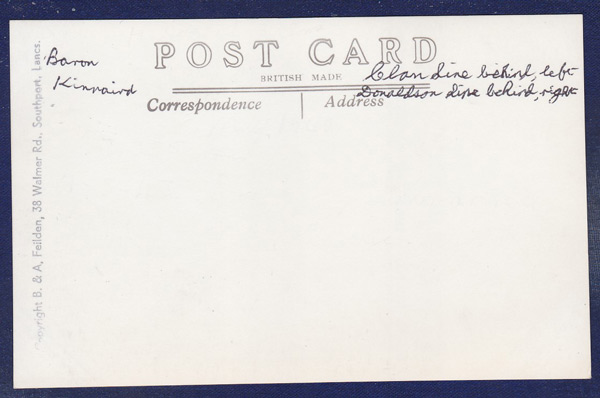 Baron
Kinnaird
POST CARD
BRITISH MADE
Clan Line behind, left
Donaldson Line behind, right
Correspondence
Address
Copyright B. & A. Feilden, 38 Walmer Rd., Southport, Lancs.